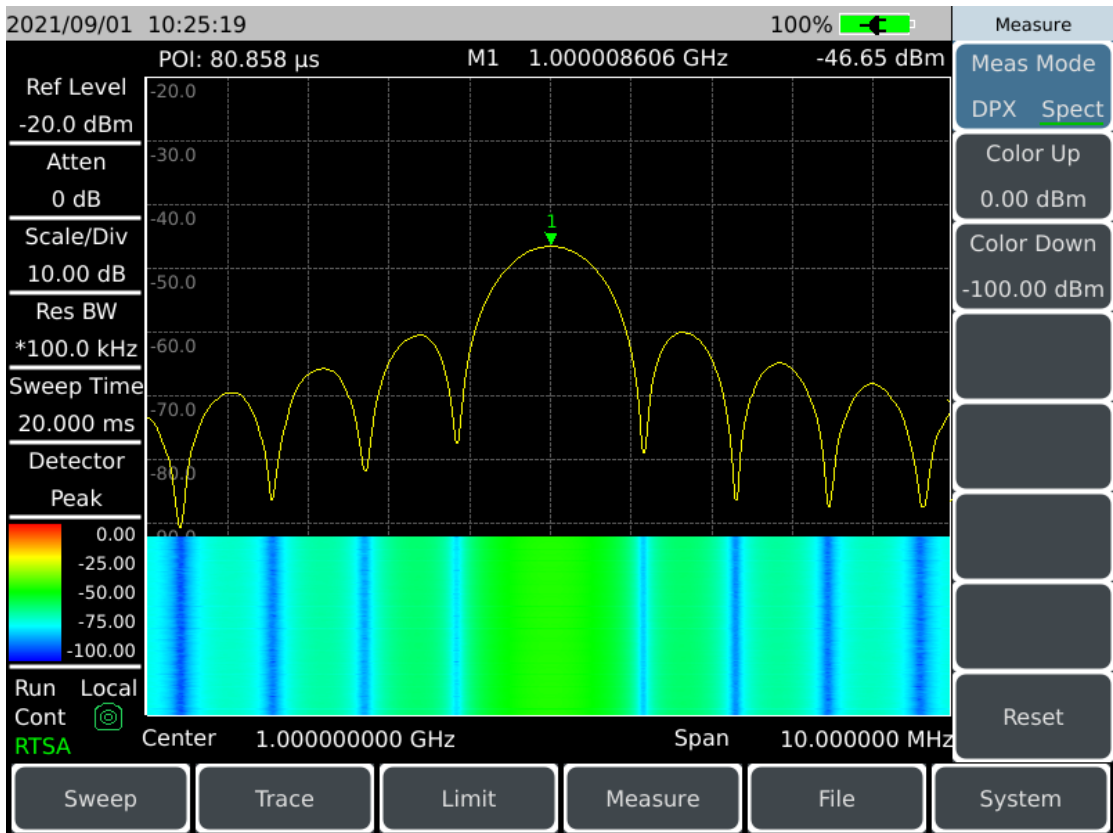 2021/09/01 10:25:19 100% Measure
POI: 80.858 μs M1 1.000008606 GHz -46.65 dBm
Ref Level
-20.0 dBm
Atten
0 dB
Scale/Div
10.00 dB
Res BW
*100.0 kHz
Sweep Time
20.000 ms
Detector
Peak
0.00
-25.00
-50.00
-75.00
-100.00
Run Local
Cont
RTSA
-20.0
-30.0
-40.0
-50.0
-60.0
-70.0
-80.0
-90.0
1
Center 1.000000000 GHz Span 10.000000 MHz
Meas Mode
DPX Spect
Color Up
0.00 dBm
Color Down
-100.00 dBm
Reset
Sweep Trace Limit Measure File System